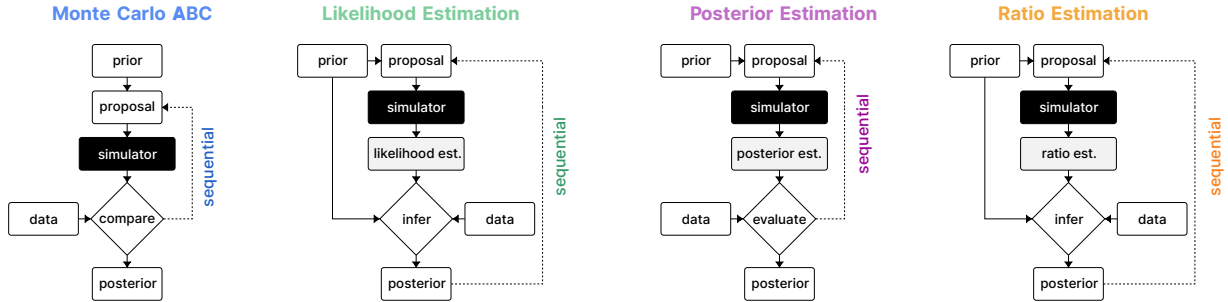 Monte Carlo ABC
prior
proposal
simulator
data
compare
posterior
sequential
Likelihood Estimation
prior
proposal
simulator
likelihood est.
infer
data
posterior
sequential
Posterior Estimation
prior
proposal
simulator
posterior est.
data
evaluate
posterior
sequential
Ratio Estimation
prior
proposal
simulator
ratio est.
infer
data
posterior
sequential